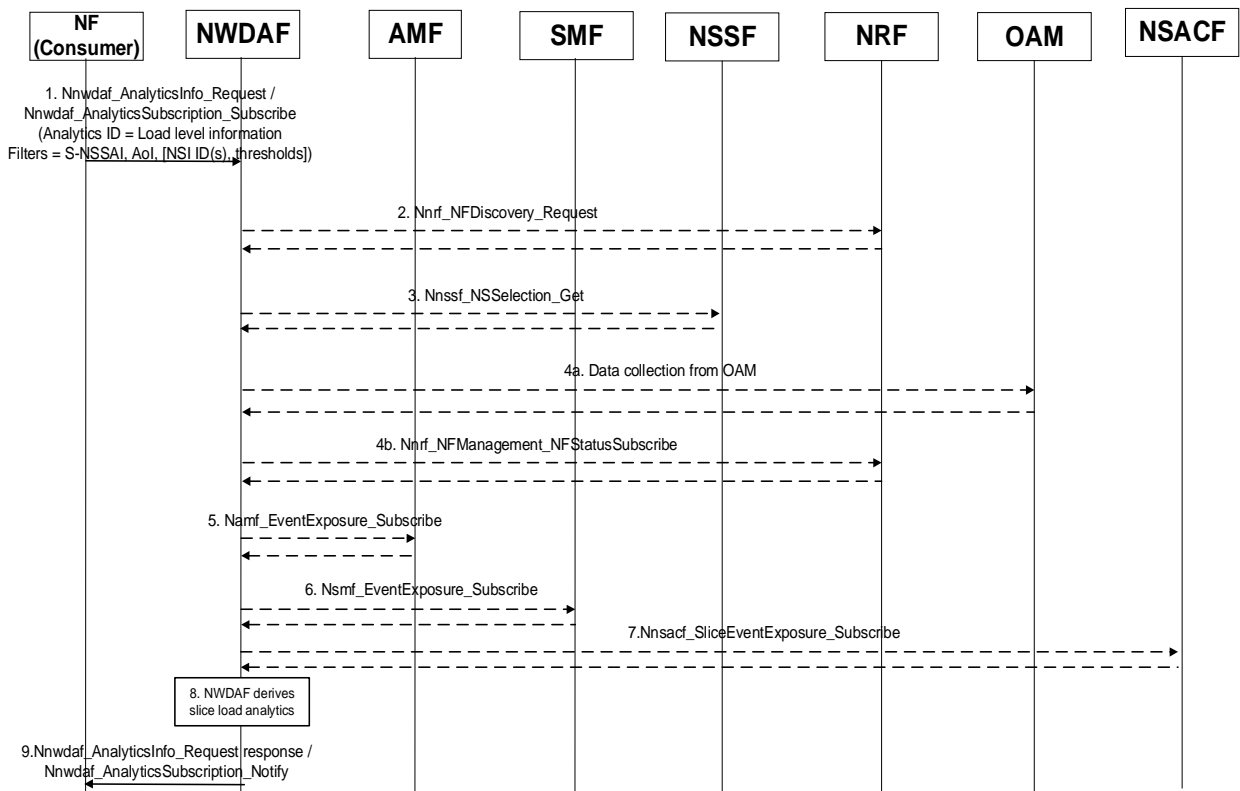 NF
(Consumer)
NWDAF
AMF
SMF
NSSF
NRF
OAM
NSACF
1. Nnwdaf_AnalyticsInfo_Request /
Nnwdaf_AnalyticsSubscription_Subscribe
(Analytics ID = Load level information
Filters = S-NSSAI, AoI, [NSI ID(s), thresholds])
2. Nnrf_NFDiscovery_Request
3. Nnssf_NSSelection_Get
4a. Data collection from OAM
4b. Nnrf_NFManagement_NFStatusSubscribe
5. Namf_EventExposure_Subscribe
6. Nsmf_EventExposure_Subscribe
7.Nnsacf_SliceEventExposure_Subscribe
8. NWDAF derives
slice load analytics
9.Nnwdaf_AnalyticsInfo_Request response /
Nnwdaf_AnalyticsSubscription_Notify